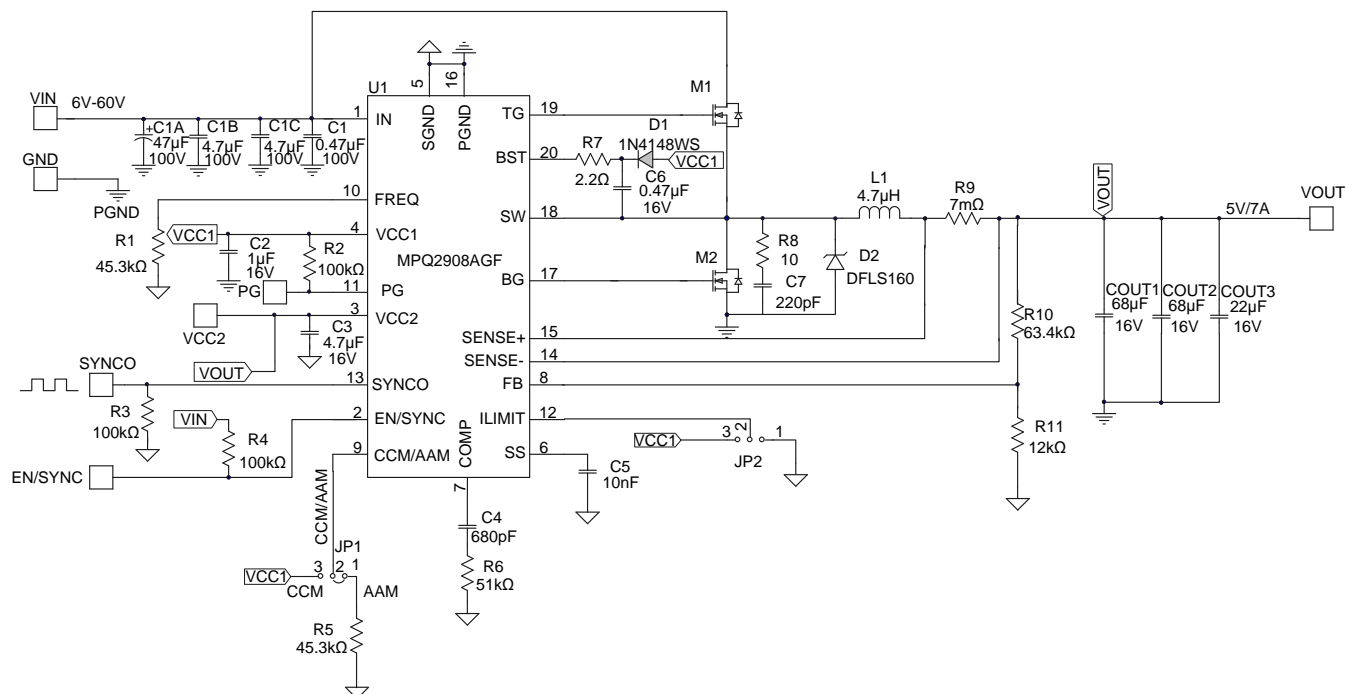 U1
5
16
SGND
PGND
VIN
6V-60V
1
IN
TG
19
M1
+C1A
47µF
100V
C1B
4.7µF
100V
C1C
4.7µF
100V
C1
0.47µF
100V
BST
20
R7
2.2Ω
D1
1N4148WS
VCC1
C6
0.47µF
16V
GND
PGND
10
FREQ
R1
45.3kΩ
VCC1
4
VCC1
C2
1µF
16V
R2
100kΩ
PG
11
PG
MPQ2908AGF
SW
18
L1
4.7µH
R9
7mΩ
VOUT
5V/7A
VOUT
BG
17
M2
R8
10
C7
220pF
D2
DFLS160
VCC2
3
VCC2
C3
4.7µF
16V
VOUT
SENSE+
15
SENSE-
14
R10
63.4kΩ
COUT1
68µF
16V
COUT2
68µF
16V
COUT3
22µF
16V
SYNCO
13
SYNCO
R3
100kΩ
FB
8
VIN
R4
100kΩ
2
EN/SYNC
ILIMIT
12
VCC1
3
2
1
JP2
R11
12kΩ
EN/SYNC
9
CCM/AAM
COMP
7
SS
6
C5
10nF
CCM/AAM
C4
680pF
R6
51kΩ
JP1
VCC1
3
2
1
CCM
AAM
R5
45.3kΩ